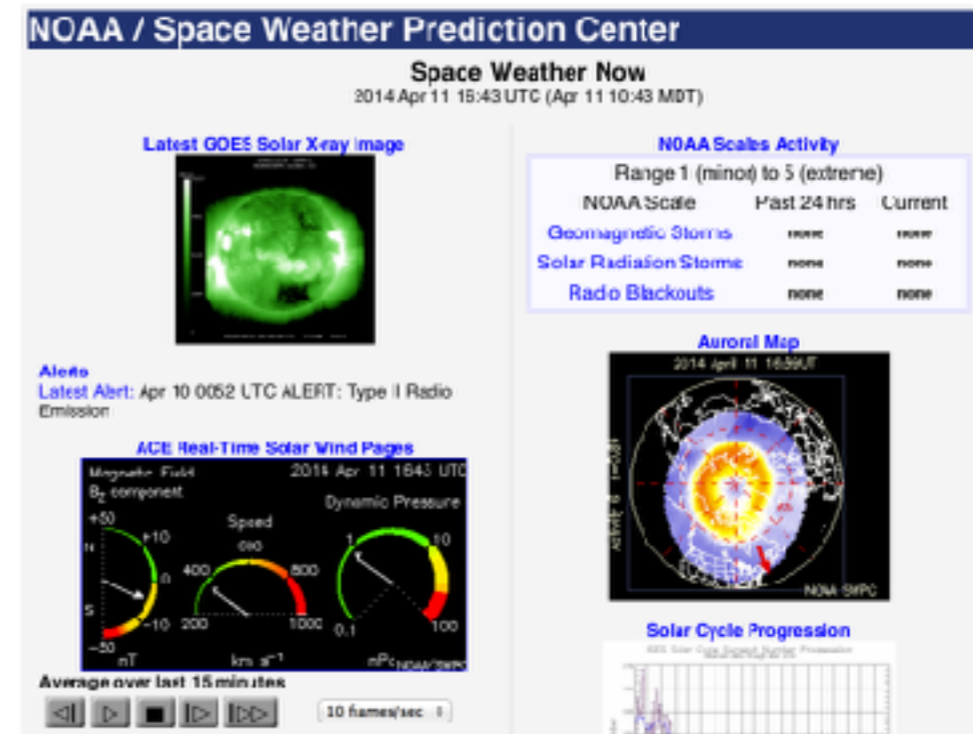 NOAA / Space Weather Prediction Center
Space Weather Now
2014 Apr 11 16:43 UTC (Apr 11 10:43 MDT)
Latest GOES Solar X-ray Image
Alerts
Latest Alert: Apr 10 0052 UTC ALERT: Type II Radio
Emission
ACE Real-Time Solar Wind Pages
Magnetic Field
2014 Apr 11 1643 UTC
Bz component
Dynamic Pressure
Speed
+50
+10
0
-10
-50
N
S
nT
200
400
600
800
1000
km s⁻¹
0.1
1
10
100
nPa
NOAA/SWPC
Average over last 15 minutes
10 frames/sec
NOAA Scales Activity
Range 1 (minor) to 5 (extreme)
NOAA Scale Past 24 hrs Current
Geomagnetic Storms none none
Solar Radiation Storms none none
Radio Blackouts none none
Auroral Map
2014 April 11
NOAA SWPC
Solar Cycle Progression